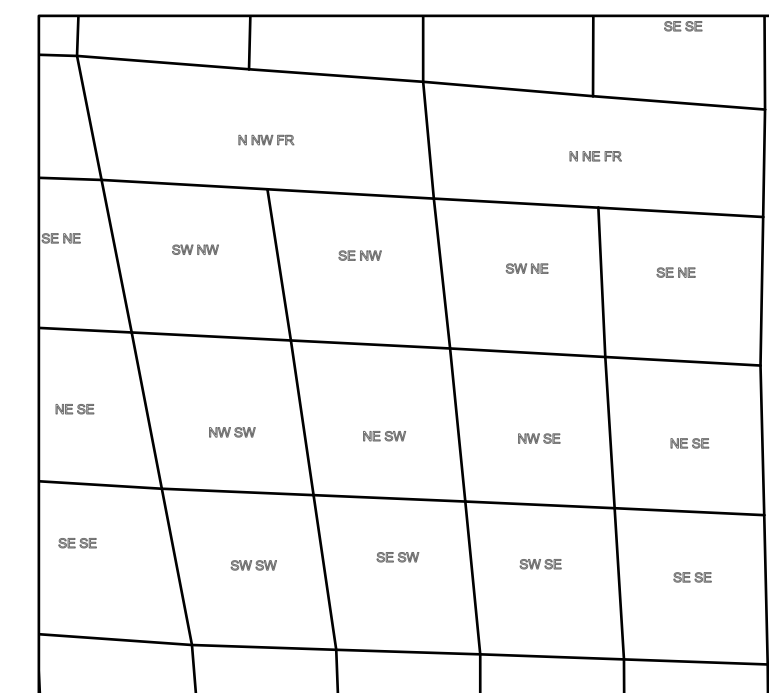 SE SE
N NW FR
N NE FR
SE NE
SW NW
SE NW
SW NE
SE NE
NE SE
NW SW
NE SW
NW SE
NE SE
SE SE
SW SW
SE SW
SW SE
SE SE